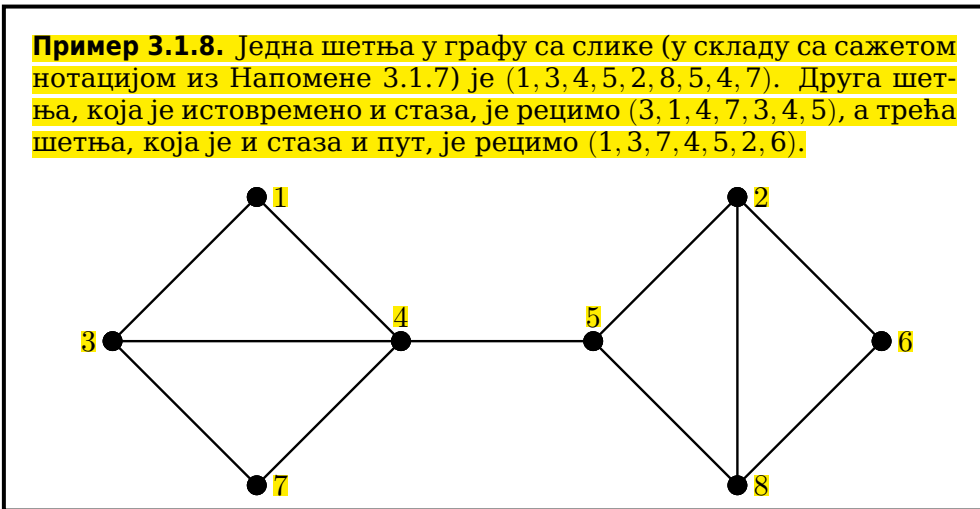 Пример 3.1.8. Једна шетња у графу са слике (у складу са сажетом
нотацијом из Напомене 3.1.7) је (1, 3, 4, 5, 2, 8, 5, 4, 7). Друга шет-
ња, која је истовремено и стаза, је рецимо (3, 1, 4, 7, 3, 4, 5), а трећа
шетња, која је и стаза и пут, је рецимо (1, 3, 7, 4, 5, 2, 6).
1
2
3
4
5
6
7
8